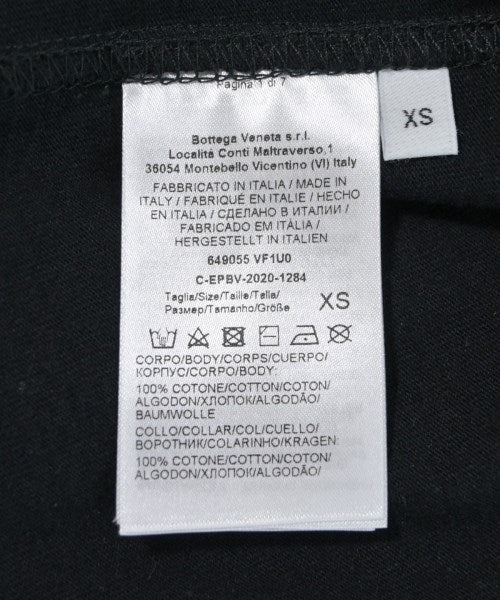 Pagina 1 di 7
XS
Bottega Veneta s.r.l.
Località Conti Maltraverso,1
36054 Montebello Vicentino (VI) Italy
FABBRICATO IN ITALIA / MADE IN
ITALY / FABRIQUÉ EN ITALIE / HECHO
EN ITALIA / СДЕЛАНО В ИТАЛИИ /
FABRICADO EM ITÁLIA /
HERGESTELLT IN ITALIEN
649055 VF1U0
C-EPBV-2020-1284
Taglia/Size/Taille/Talla/
Размер/Tamanho/Größe XS
CORPO/BODY/CORPS/CUERPO/
КОРПУС/CORPO/KÖRPER:
100% COTONE/COTTON/COTON/
ALGODON/ХЛОПОК/ALGODÃO/
BAUMWOLLE
COLLO/COLLAR/COL/CUELLO/
ВОРОТНИК/COLARINHO/KRAGEN:
100% COTONE/COTTON/COTON/
ALGODON/ХЛОПОК/ALGODÃO/